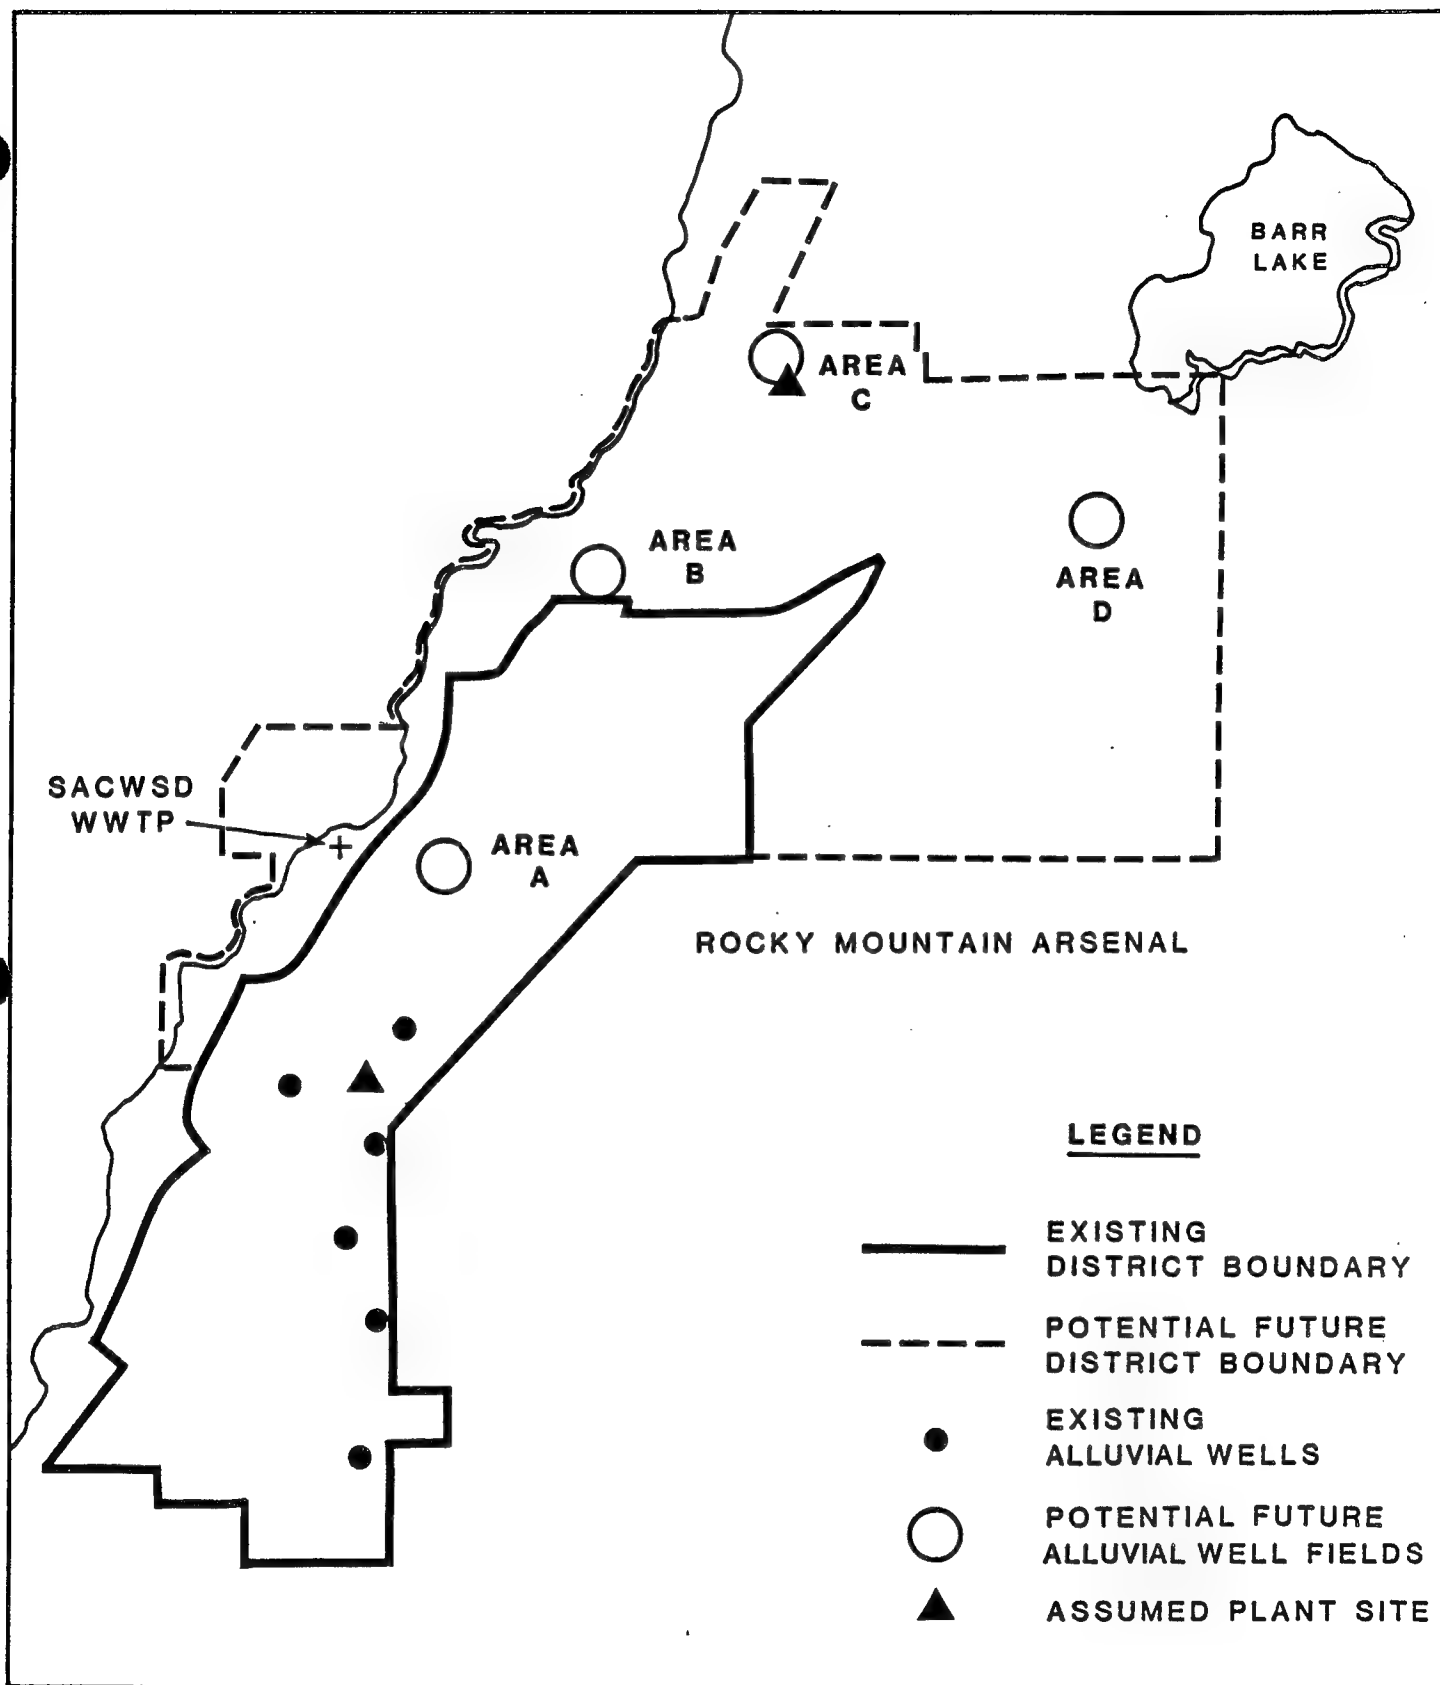 BARR
LAKE
AREA
C
AREA
B
AREA
D
SACWSD
WWTP
AREA
A
ROCKY MOUNTAIN ARSENAL
LEGEND
EXISTING
DISTRICT BOUNDARY
POTENTIAL FUTURE
DISTRICT BOUNDARY
EXISTING
ALLUVIAL WELLS
POTENTIAL FUTURE
ALLUVIAL WELL FIELDS
ASSUMED PLANT SITE